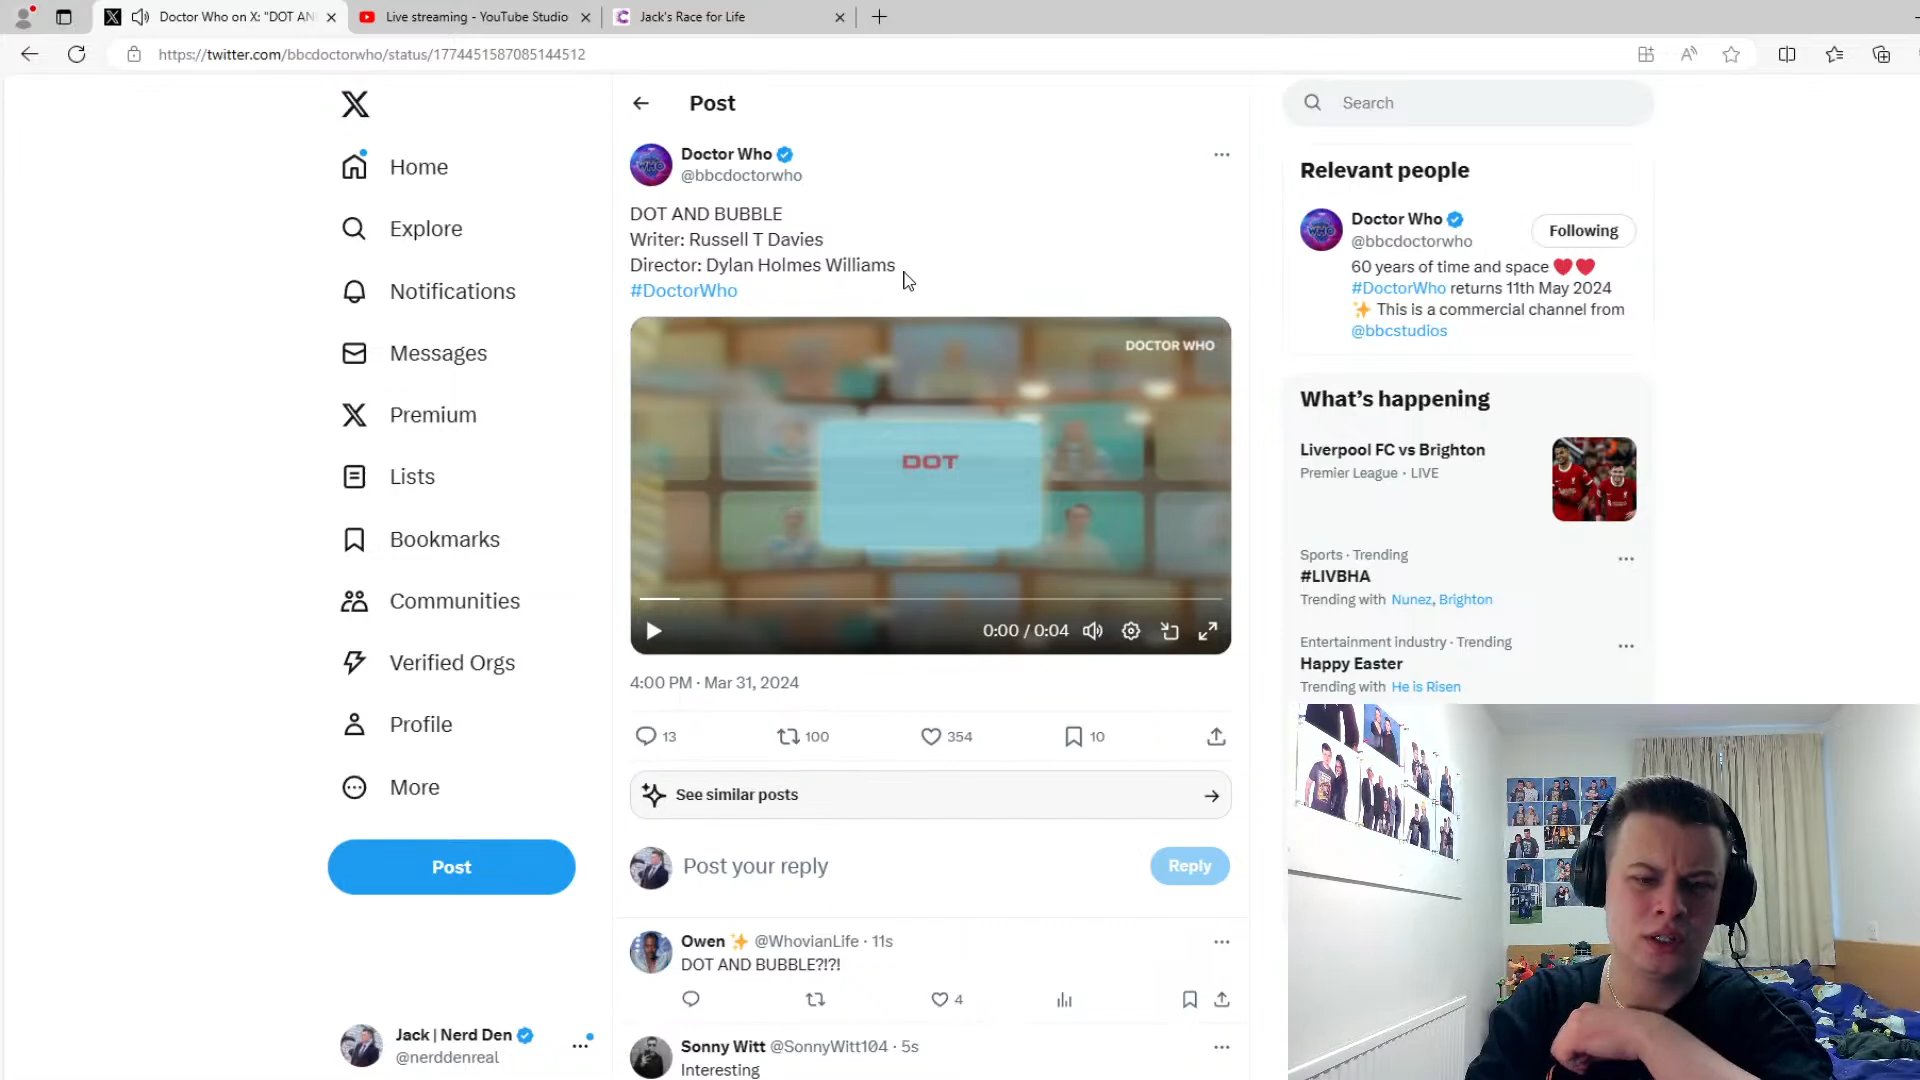 Doctor Who on X: "DOT ANI
Live streaming - YouTube Studio
Jack's Race for Life
https://twitter.com/bbcdoctorwho/status/1774451587085144512
Home
Explore
Notifications
Messages
Premium
Lists
Bookmarks
Communities
Verified Orgs
Profile
More
Post
Jack | Nerd Den
@nerddenreal
Post
Doctor Who
@bbcdoctorwho
DOT AND BUBBLE
Writer: Russell T Davies
Director: Dylan Holmes Williams
#DoctorWho
DOCTOR WHO
DOT
0:00 / 0:04
4:00 PM · Mar 31, 2024
13
100
354
10
See similar posts
Post your reply
Reply
Owen ✨ @WhovianLife · 11s
DOT AND BUBBLE?!?!
4
Sonny Witt @SonnyWitt104 · 5s
Interesting
Search
Relevant people
Doctor Who
@bbcdoctorwho
Following
60 years of time and space ❤️❤️
#DoctorWho returns 11th May 2024
✨ This is a commercial channel from
@bbcstudios
What's happening
Liverpool FC vs Brighton
Premier League · LIVE
Sports · Trending
#LIVBHA
Trending with Nunez, Brighton
Entertainment industry · Trending
Happy Easter
Trending with He is Risen